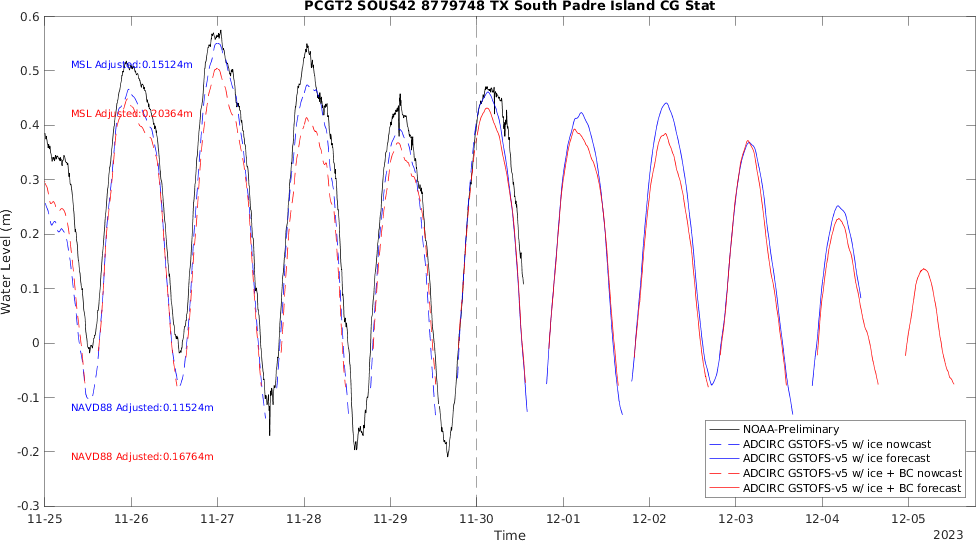 PCGT2 SOUS42 8779748 TX South Padre Island CG Stat
0.6
0.5
0.4
0.3
0.2
0.1
0
-0.1
-0.2
-0.3
Water Level (m)
MSL Adjusted:0.15124m
MSL Adjusted:0.20364m
NAVD88 Adjusted:0.11524m
NAVD88 Adjusted:0.16764m
NOAA-Preliminary
ADCIRC GSTOFS-v5 w/ ice nowcast
ADCIRC GSTOFS-v5 w/ ice forecast
ADCIRC GSTOFS-v5 w/ ice + BC nowcast
ADCIRC GSTOFS-v5 w/ ice + BC forecast
11-25 11-26 11-27 11-28 11-29 11-30 12-01 12-02 12-03 12-04 12-05
Time
2023